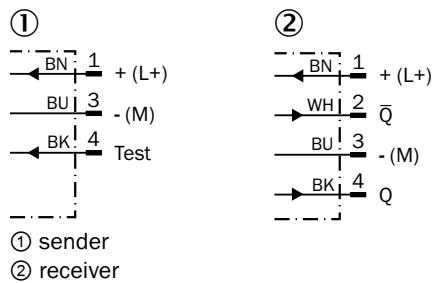 ① ②
BN 1 + (L+)
BU 3 - (M)
BK 4 Test
BN 1 + (L+)
WH 2 Q̅
BU 3 - (M)
BK 4 Q
① sender
② receiver